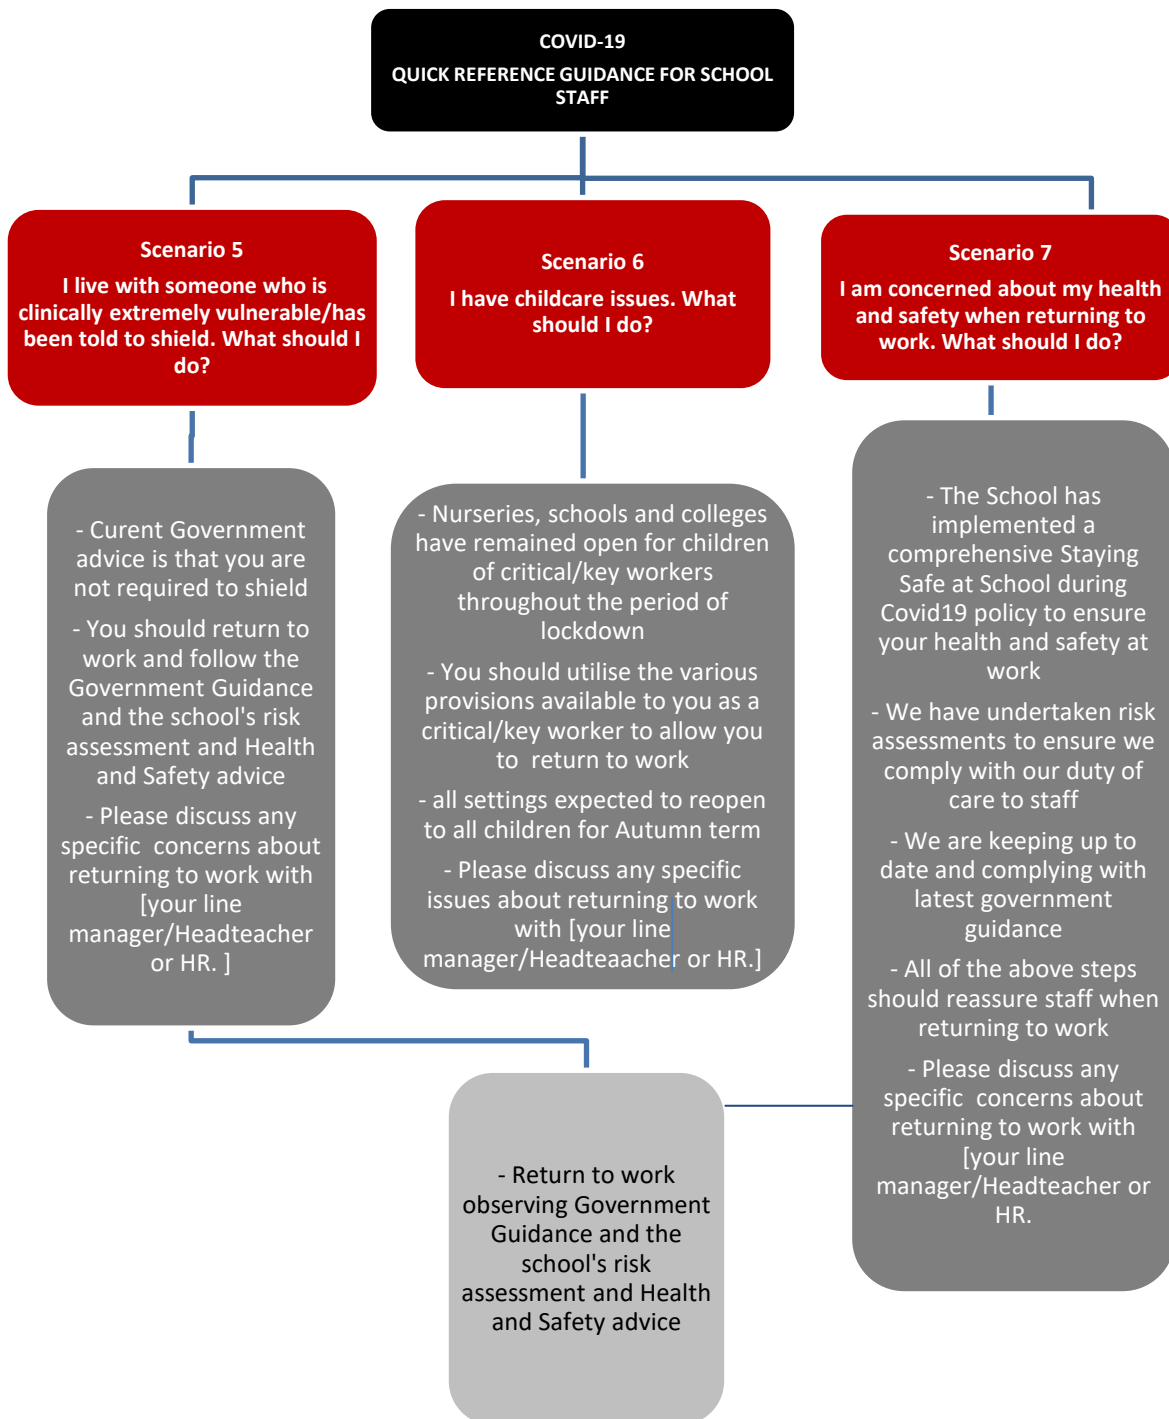 COVID-19
QUICK REFERENCE GUIDANCE FOR SCHOOL
STAFF
Scenario 5
I live with someone who is
clinically extremely vulnerable/has
been told to shield. What should I
do?
Scenario 6
I have childcare issues. What
should I do?
Scenario 7
I am concerned about my health
and safety when returning to
work. What should I do?
- Curent Government
advice is that you are
not required to shield
- You should return to
work and follow the
Government Guidance
and the school's risk
assessment and Health
and Safety advice
- Please discuss any
specific  concerns about
returning to work with
[your line
manager/Headteacher
or HR. ]
- Nurseries, schools and colleges
have remained open for children
of critical/key workers
throughout the period of
lockdown
- You should utilise the various
provisions available to you as a
critical/key worker to allow you
to  return to work
- all settings expected to reopen
to all children for Autumn term
- Please discuss any specific
issues about returning to work
with [your line
manager/Headteaacher or HR.]
- The School has
implemented a
comprehensive Staying
Safe at School during
Covid19 policy to ensure
your health and safety at
work
- We have undertaken risk
assessments to ensure we
comply with our duty of
care to staff
- We are keeping up to
date and complying with
latest government
guidance
- All of the above steps
should reassure staff when
returning to work
- Please discuss any
specific  concerns about
returning to work with
[your line
manager/Headteacher or
HR.
- Return to work
observing Government
Guidance and the
school's risk
assessment and Health
and Safety advice